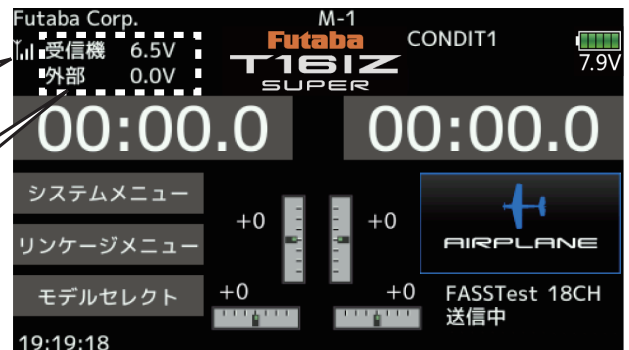 Futaba Corp.
M-1
受信機 6.5V
外部 0.0V
Futaba
T16IZ
SUPER
CONDIT1
7.9V
00:00.0
00:00.0
システムメニュー
リンケージメニュー
モデルセレクト
+0
+0
+0
+0
AIRPLANE
FASSTest 18CH
送信中
19:19:18